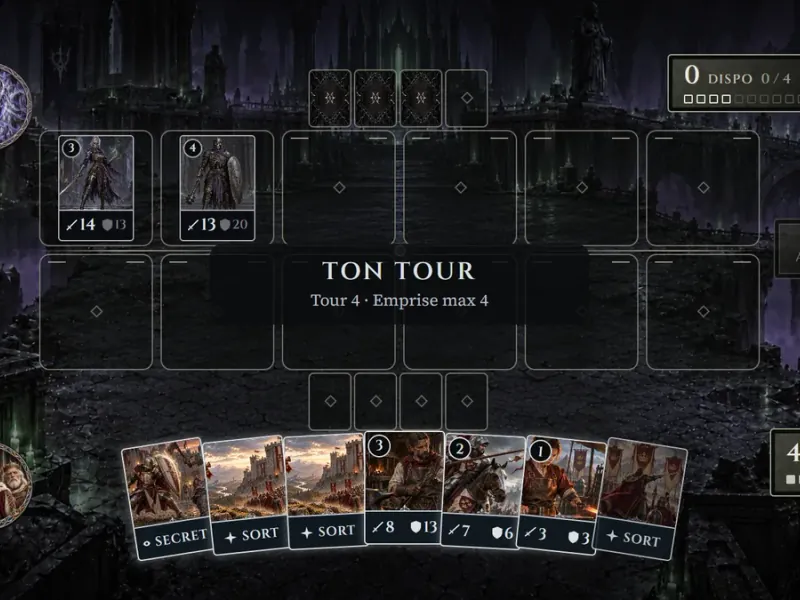 0 DISPO 0/4
3
4
14 13
13 20
TON TOUR
Tour 4 · Emprise max 4
4
3
2
1
SECRET
SORT
SORT
8 13
7 6
3 3
SORT